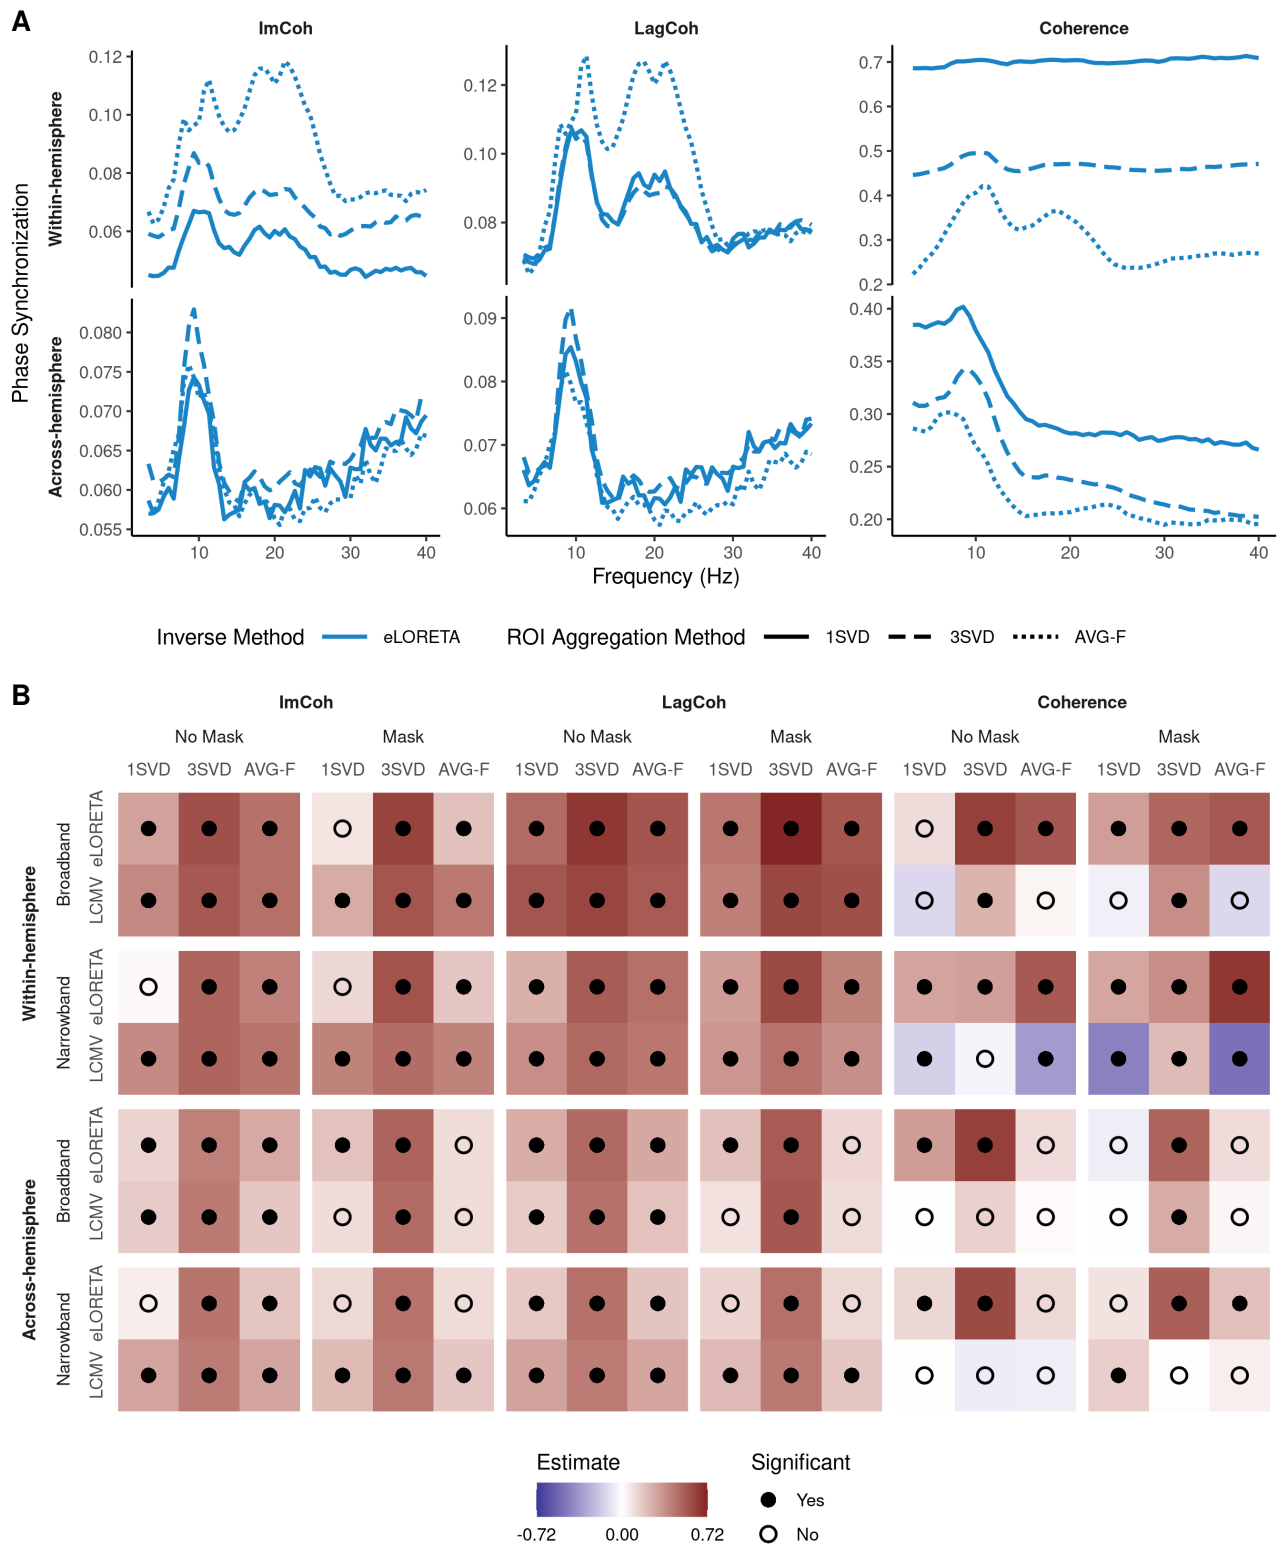 A
ImCoh LagCoh Coherence
Phase Synchronization
Within-hemisphere
0.12
0.10
0.08
0.06
0.12
0.10
0.08
0.7
0.6
0.5
0.4
0.3
0.2
Across-hemisphere
0.080
0.075
0.070
0.065
0.060
0.055
0.09
0.08
0.07
0.06
0.40
0.35
0.30
0.25
0.20
10 20 30 40 10 20 30 40 10 20 30 40
Frequency (Hz)
Inverse Method eLORETA ROI Aggregation Method 1SVD 3SVD AVG-F
B
ImCoh LagCoh Coherence
No Mask Mask No Mask Mask No Mask Mask
1SVD 3SVD AVG-F 1SVD 3SVD AVG-F 1SVD 3SVD AVG-F 1SVD 3SVD AVG-F 1SVD 3SVD AVG-F 1SVD 3SVD AVG-F
Within-hemisphere
Broadband
eLORETA
LCMV
Narrowband
eLORETA
LCMV
Across-hemisphere
Broadband
eLORETA
LCMV
Narrowband
eLORETA
LCMV
Estimate
-0.72 0.00 0.72
Significant
Yes
No